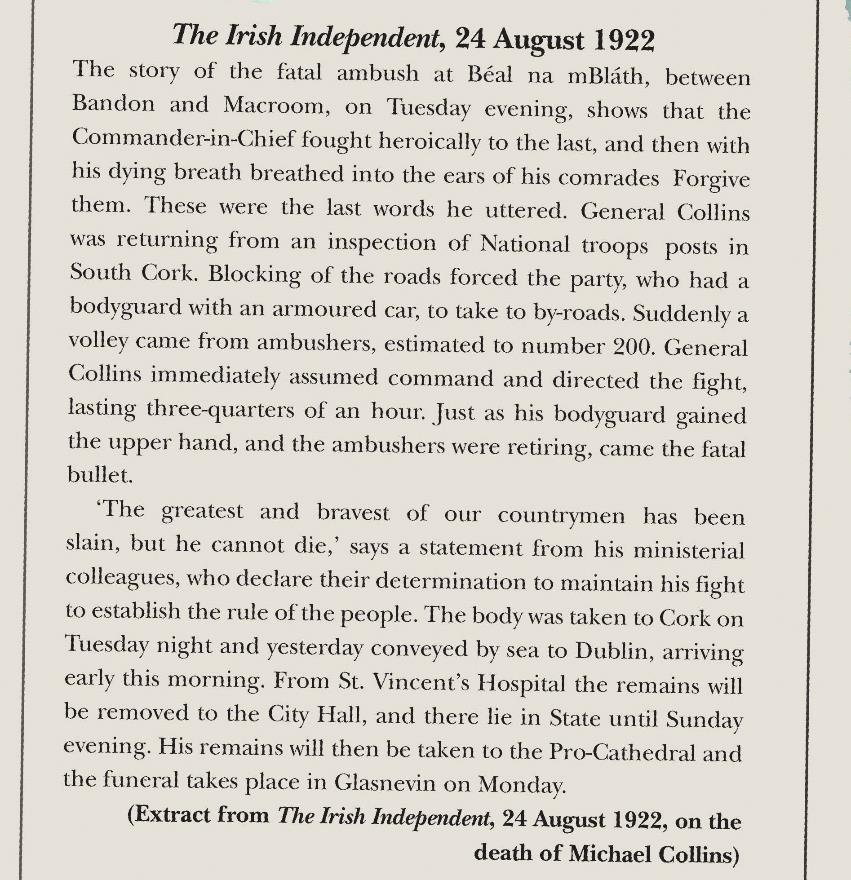 The Irish Independent, 24 August 1922
The story of the fatal ambush at Béal na mBláth, between
Bandon and Macroom, on Tuesday evening, shows that the
Commander-in-Chief fought heroically to the last, and then with
his dying breath breathed into the ears of his comrades Forgive
them. These were the last words he uttered. General Collins
was returning from an inspection of National troops posts in
South Cork. Blocking of the roads forced the party, who had a
bodyguard with an armoured car, to take to by-roads. Suddenly a
volley came from ambushers, estimated to number 200. General
Collins immediately assumed command and directed the fight,
lasting three-quarters of an hour. Just as his bodyguard gained
the upper hand, and the ambushers were retiring, came the fatal
bullet.
‘The greatest and bravest of our countrymen has been
slain, but he cannot die,’ says a statement from his ministerial
colleagues, who declare their determination to maintain his fight
to establish the rule of the people. The body was taken to Cork on
Tuesday night and yesterday conveyed by sea to Dublin, arriving
early this morning. From St. Vincent’s Hospital the remains will
be removed to the City Hall, and there lie in State until Sunday
evening. His remains will then be taken to the Pro-Cathedral and
the funeral takes place in Glasnevin on Monday.
(Extract from The Irish Independent, 24 August 1922, on the
death of Michael Collins)